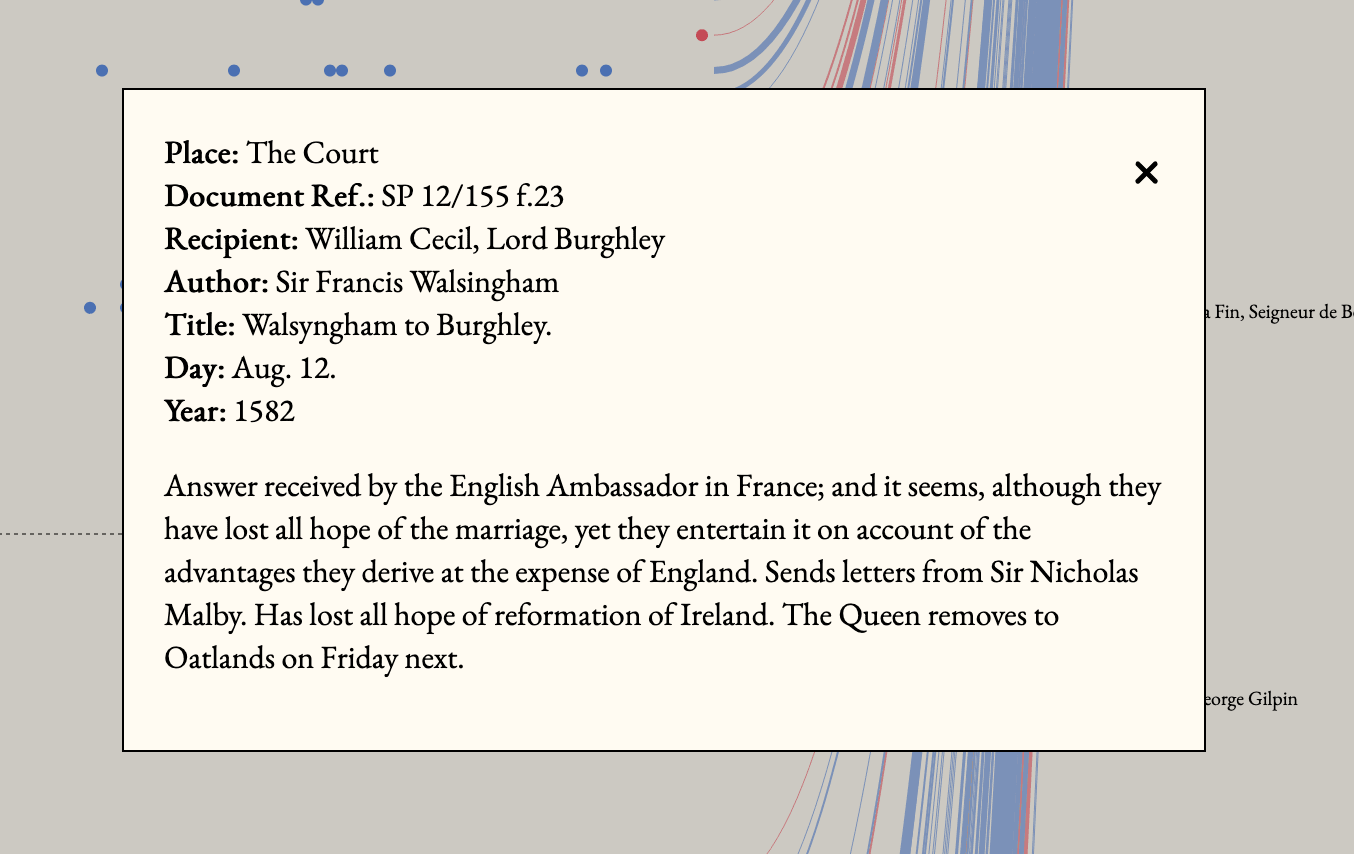 Place: The Court
Document Ref.: SP 12/155 f.23
Recipient: William Cecil, Lord Burghley
Author: Sir Francis Walsingham
Title: Walsyngham to Burghley.
Day: Aug. 12.
Year: 1582
Answer received by the English Ambassador in France; and it seems, although they
have lost all hope of the marriage, yet they entertain it on account of the
advantages they derive at the expense of England. Sends letters from Sir Nicholas
Malby. Has lost all hope of reformation of Ireland. The Queen removes to
Oatlands on Friday next.
Fin, Seigneur de
Gilpin